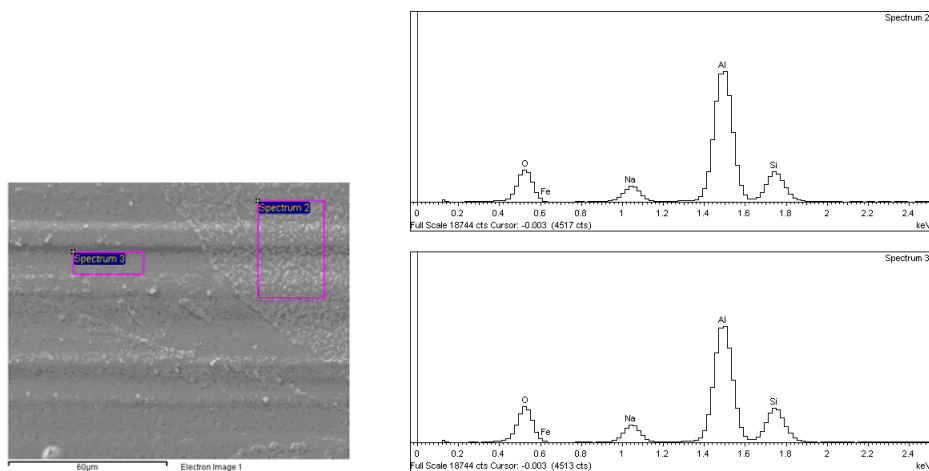 Spectrum 2
Spectrum 3
60µm
Electron Image 1
Spectrum 2
Al
O
Si
Na
Fe
0 0.2 0.4 0.6 0.8 1 1.2 1.4 1.6 1.8 2 2.2 2.4
Full Scale 18744 cts Cursor: -0.003 (4517 cts)
keV
Spectrum 3
Al
O
Si
Na
Fe
0 0.2 0.4 0.6 0.8 1 1.2 1.4 1.6 1.8 2 2.2 2.4
Full Scale 18744 cts Cursor: -0.003 (4513 cts)
keV